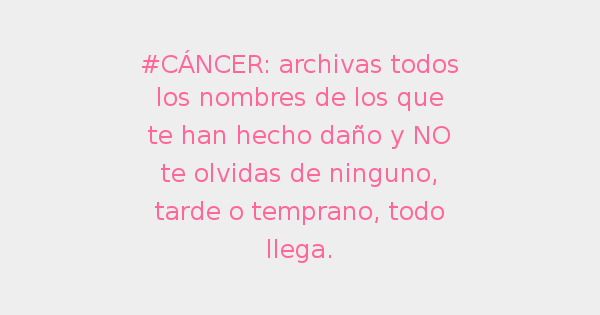 #CÁNCER: archivas todos
los nombres de los que
te han hecho daño y NO
te olvidas de ninguno,
tarde o temprano, todo
llega.